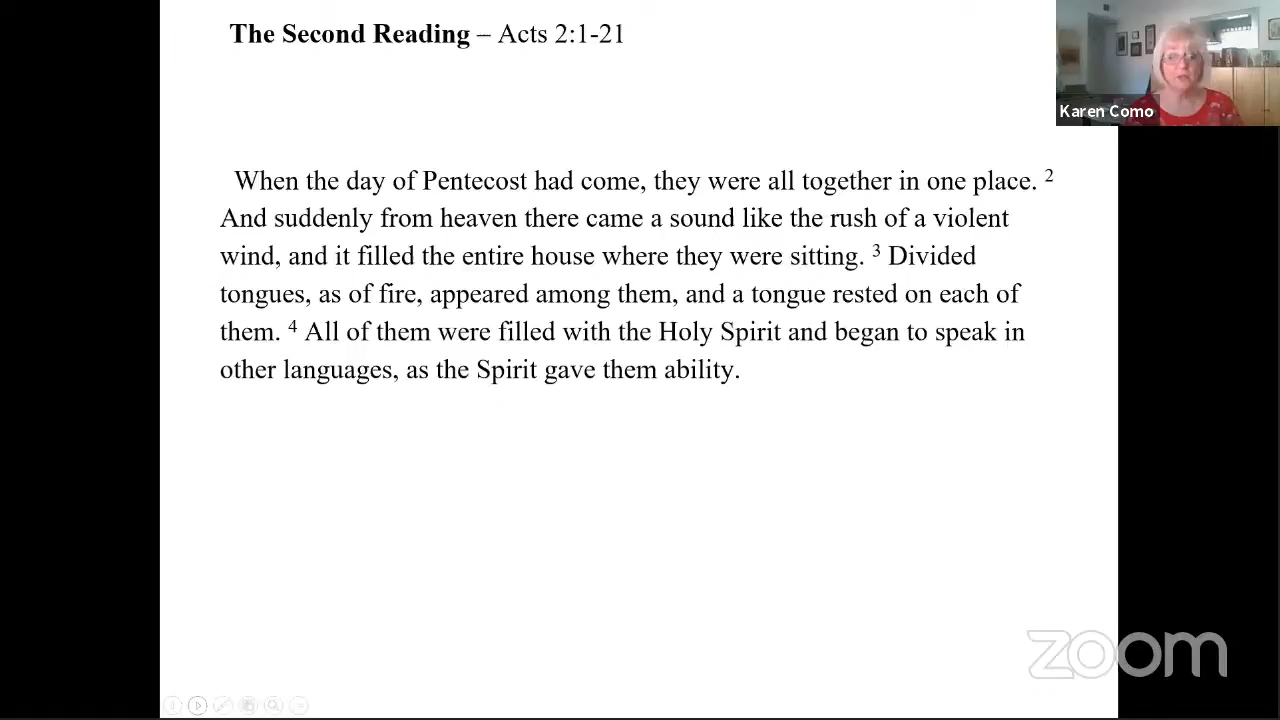 The Second Reading – Acts 2:1-21
Karen Como
When the day of Pentecost had come, they were all together in one place. 2
And suddenly from heaven there came a sound like the rush of a violent
wind, and it filled the entire house where they were sitting. 3 Divided
tongues, as of fire, appeared among them, and a tongue rested on each of
them. 4 All of them were filled with the Holy Spirit and began to speak in
other languages, as the Spirit gave them ability.
zoom